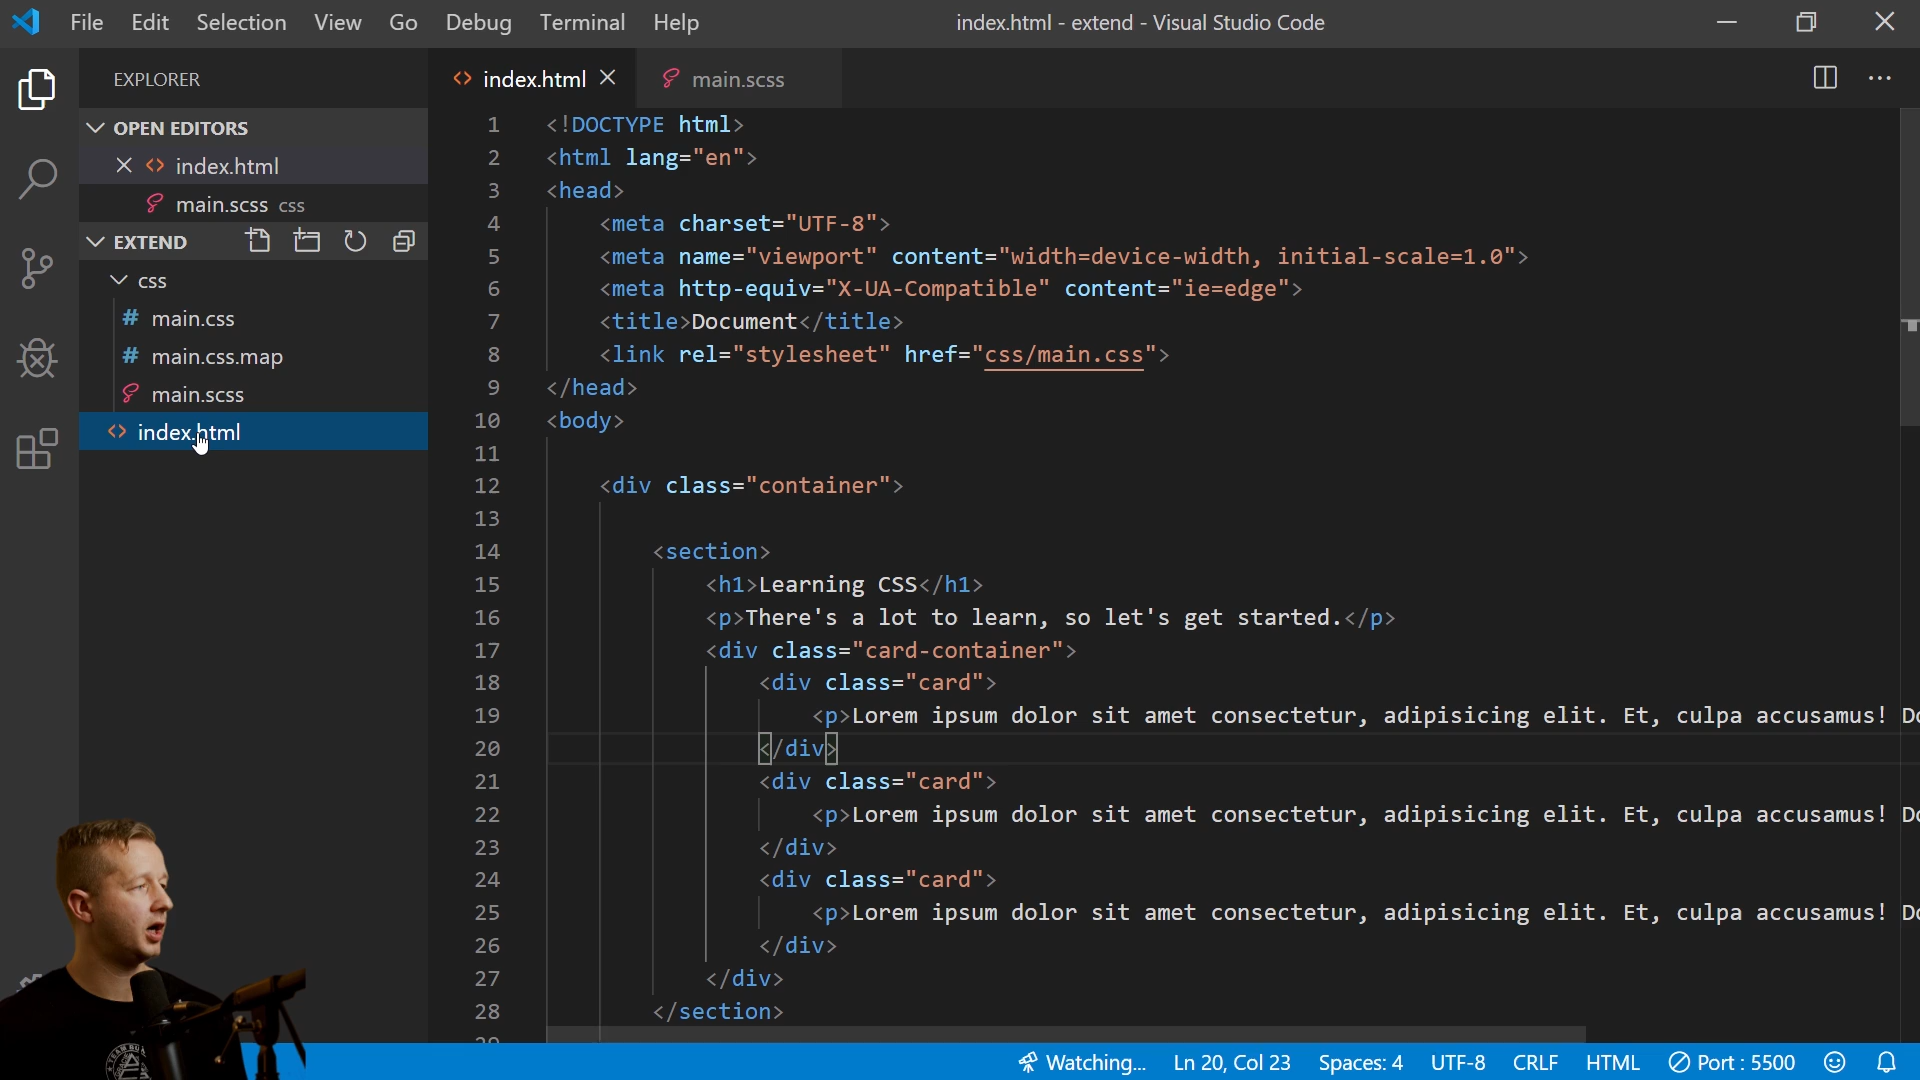 File Edit Selection View Go Debug Terminal Help
index.html - extend - Visual Studio Code
EXPLORER
OPEN EDITORS
index.html
main.scss css
EXTEND
css
# main.css
# main.css.map
main.scss
<> index.html
<> index.html
main.scss
1 <!DOCTYPE html>
2 <html lang="en">
3 <head>
4 <meta charset="UTF-8">
5 <meta name="viewport" content="width=device-width, initial-scale=1.0">
6 <meta http-equiv="X-UA-Compatible" content="ie=edge">
7 <title>Document</title>
8 <link rel="stylesheet" href="css/main.css">
9 </head>
10 <body>
11
12 <div class="container">
13
14 <section>
15 <h1>Learning CSS</h1>
16 <p>There's a lot to learn, so let's get started.</p>
17 <div class="card-container">
18 <div class="card">
19 <p>Lorem ipsum dolor sit amet consectetur, adipisicing elit. Et, culpa accusamus! Do
20 </div>
21 <div class="card">
22 <p>Lorem ipsum dolor sit amet consectetur, adipisicing elit. Et, culpa accusamus! Do
23 </div>
24 <div class="card">
25 <p>Lorem ipsum dolor sit amet consectetur, adipisicing elit. Et, culpa accusamus! Do
26 </div>
27 </div>
28 </section>
Watching... Ln 20, Col 23 Spaces: 4 UTF-8 CRLF HTML Port : 5500